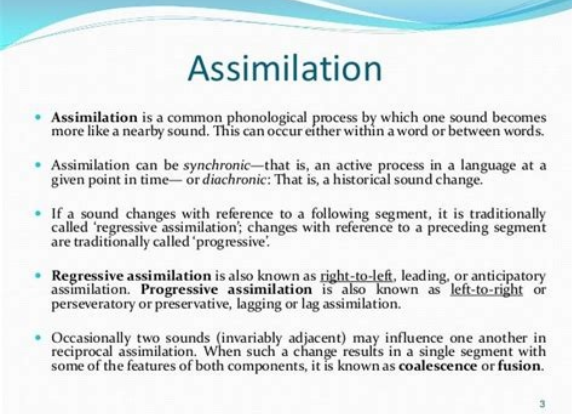 Assimilation
• Assimilation is a common phonological process by which one sound becomes
more like a nearby sound. This can occur either within a word or between words.
• Assimilation can be synchronic—that is, an active process in a language at a
given point in time— or diachronic: That is, a historical sound change.
• If a sound changes with reference to a following segment, it is traditionally
called ‘regressive assimilation’; changes with reference to a preceding segment
are traditionally called ‘progressive’.
• Regressive assimilation is also known as right-to-left, leading, or anticipatory
assimilation. Progressive assimilation is also known as left-to-right or
perseveratory or preservative, lagging or lag assimilation.
• Occasionally two sounds (invariably adjacent) may influence one another in
reciprocal assimilation. When such a change results in a single segment with
some of the features of both components, it is known as coalescence or fusion.
3